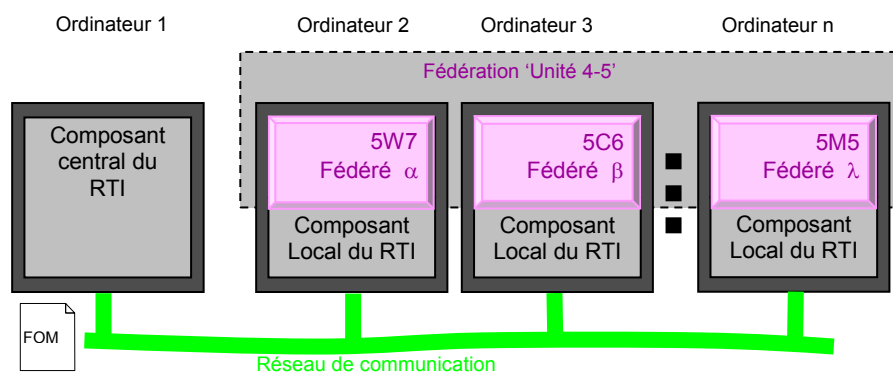 Ordinateur 1
Ordinateur 2
Ordinateur 3
Ordinateur n
Fédération ‘Unité 4-5’
Composant
central du
RTI
5W7
Fédéré α
Composant
Local du RTI
5C6
Fédéré β
Composant
Local du RTI
5M5
Fédéré λ
Composant
Local du RTI
FOM
Réseau de communication